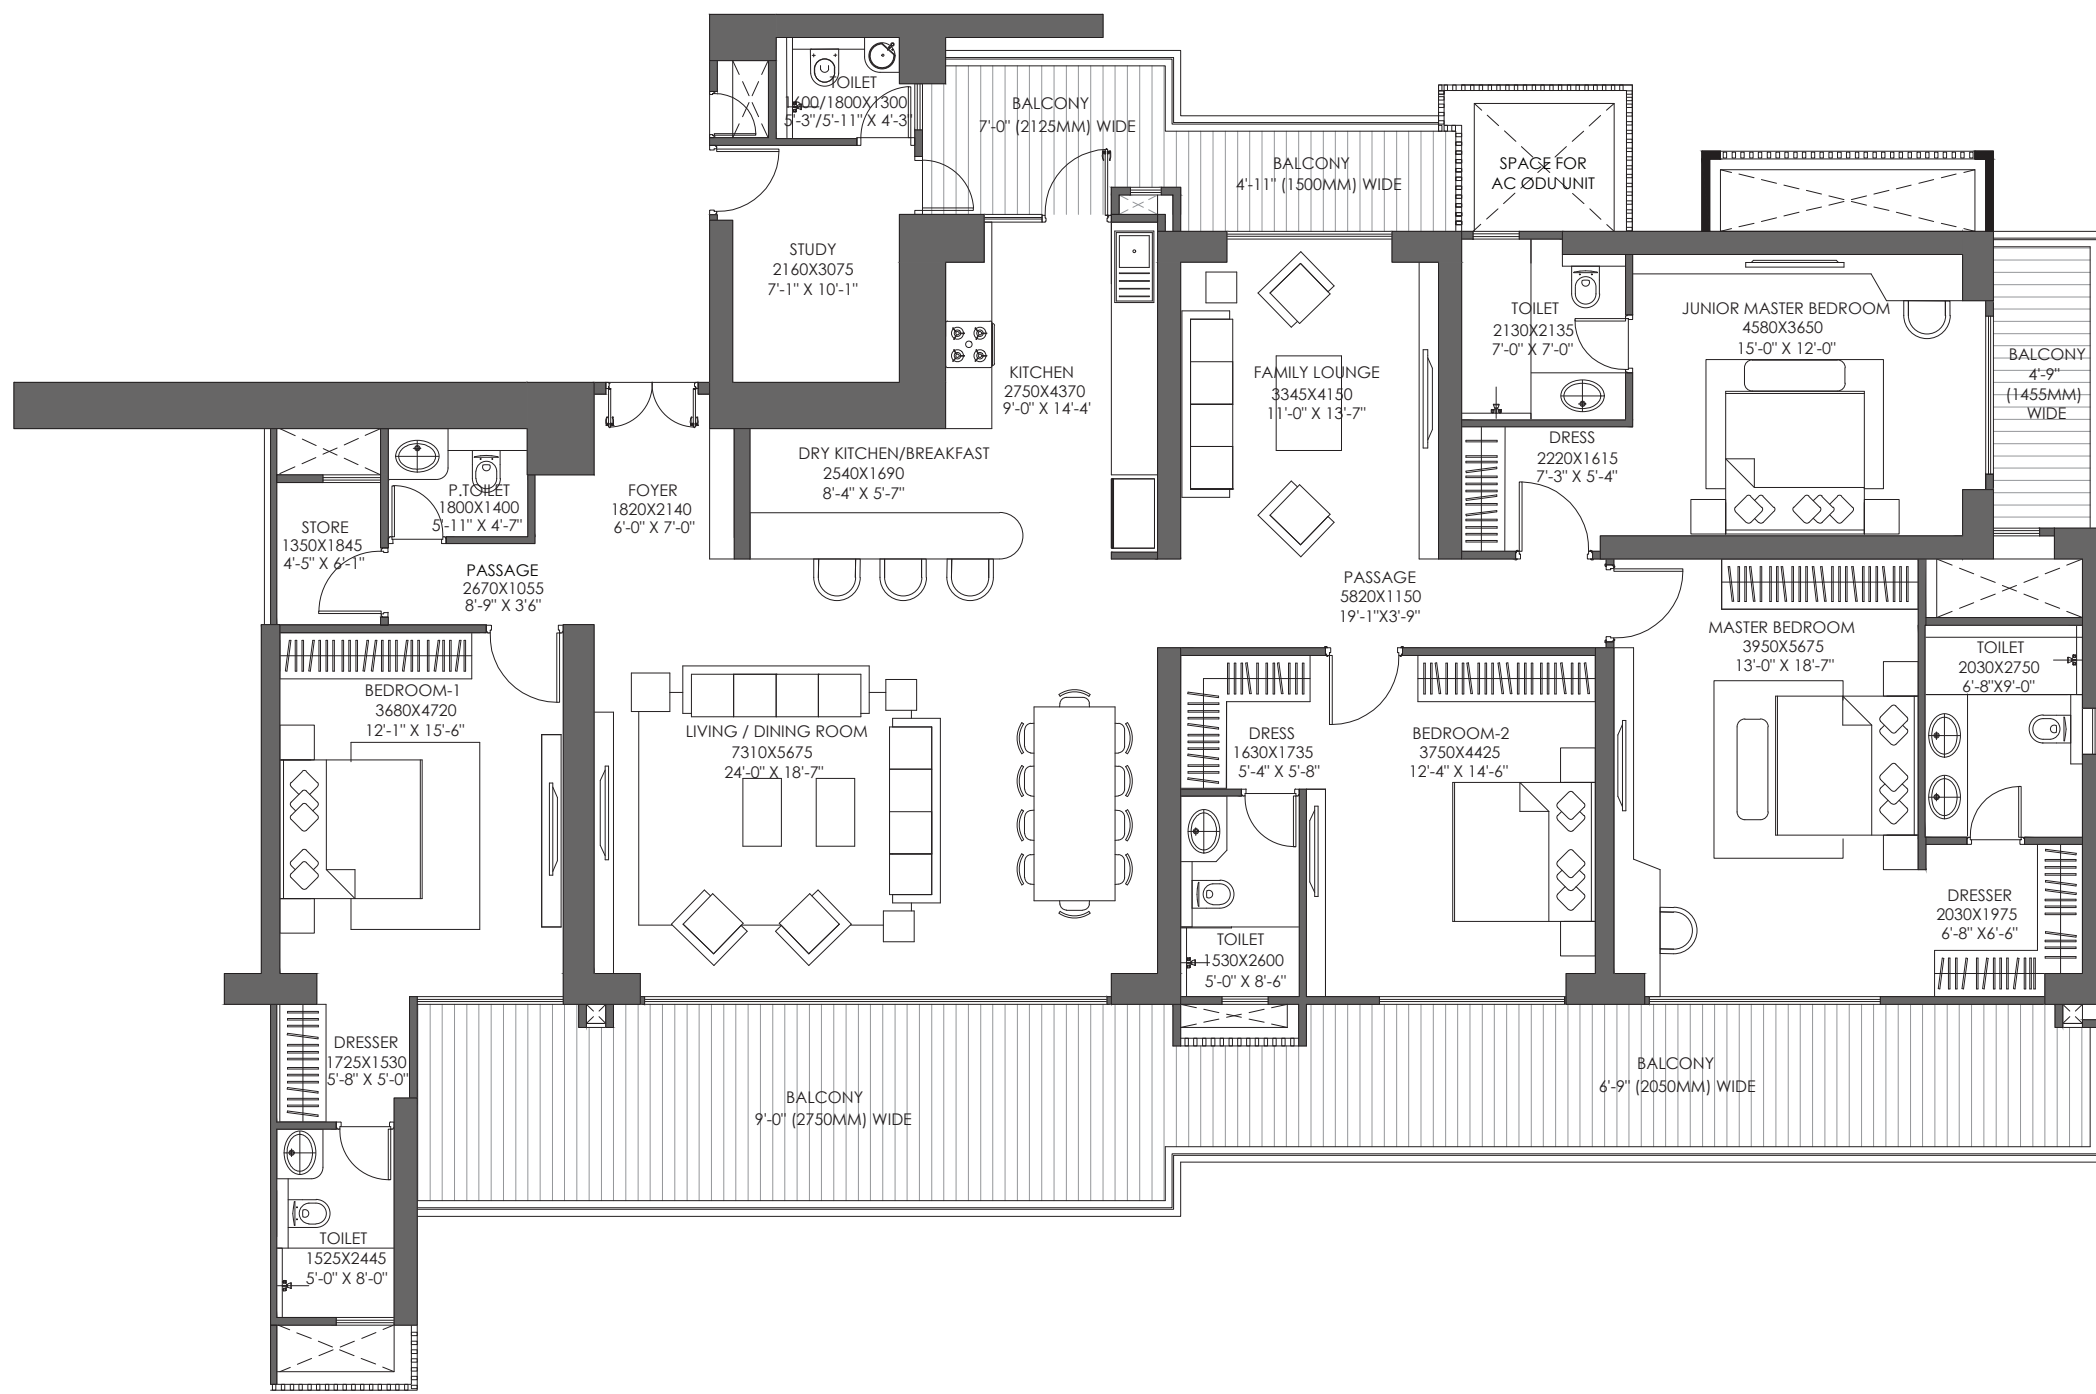 TOILET
1600/1800X1300
5'-3"/5'-11" X 4'-3"
BALCONY
7'-0" (2125MM) WIDE
BALCONY
4'-11" (1500MM) WIDE
SPACE FOR
AC ODU UNIT
STUDY
2160X3075
7'-1" X 10'-1"
KITCHEN
2750X4370
9'-0" X 14'-4'
FAMILY LOUNGE
3345x4150
11'-0" X 13'-7"
TOILET
2130X2135
7'-0" X 7'-0"
JUNIOR MASTER BEDROOM
4580X3650
15'-0" X 12'-0"
BALCONY
4'-9"
(1455MM)
WIDE
DRY KITCHEN/BREAKFAST
2540X1690
8'-4" X 5'-7"
DRESS
2220X1615
7'-3" X 5'-4"
P.TOILET
1800X1400
5'-11" X 4'-7"
FOYER
1820X2140
6'-0" X 7'-0"
STORE
1350X1845
4'-5" X 6'-1"
PASSAGE
2670X1055
8'-9" X 3'6"
PASSAGE
5820X1150
19'-1"X3'-9"
MASTER BEDROOM
3950X5675
13'-0" X 18'-7"
TOILET
2030X2750
6'-8"X9'-0"
BEDROOM-1
3680X4720
12'-1" X 15'-6"
LIVING / DINING ROOM
7310X5675
24'-0" X 18'-7"
DRESS
1630X1735
5'-4" X 5'-8"
BEDROOM-2
3750X4425
12'-4" X 14'-6"
DRESSER
2030X1975
6'-8" X6'-6"
TOILET
1530X2600
5'-0" X 8'-6"
DRESSER
1725X1530
5'-8" X 5'-0"
BALCONY
9'-0" (2750MM) WIDE
BALCONY
6'-9" (2050MM) WIDE
TOILET
1525X2445
5'-0" X 8'-0"